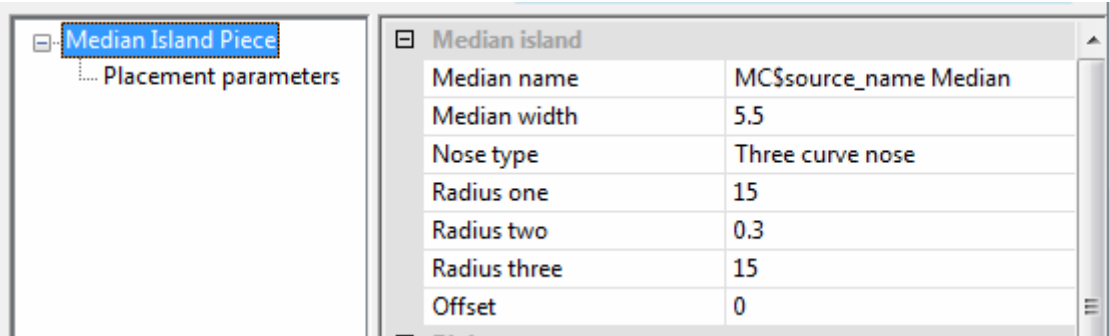 Median Island Piece
Placement parameters
Median island
Median name MC$source_name Median
Median width 5.5
Nose type Three curve nose
Radius one 15
Radius two 0.3
Radius three 15
Offset 0